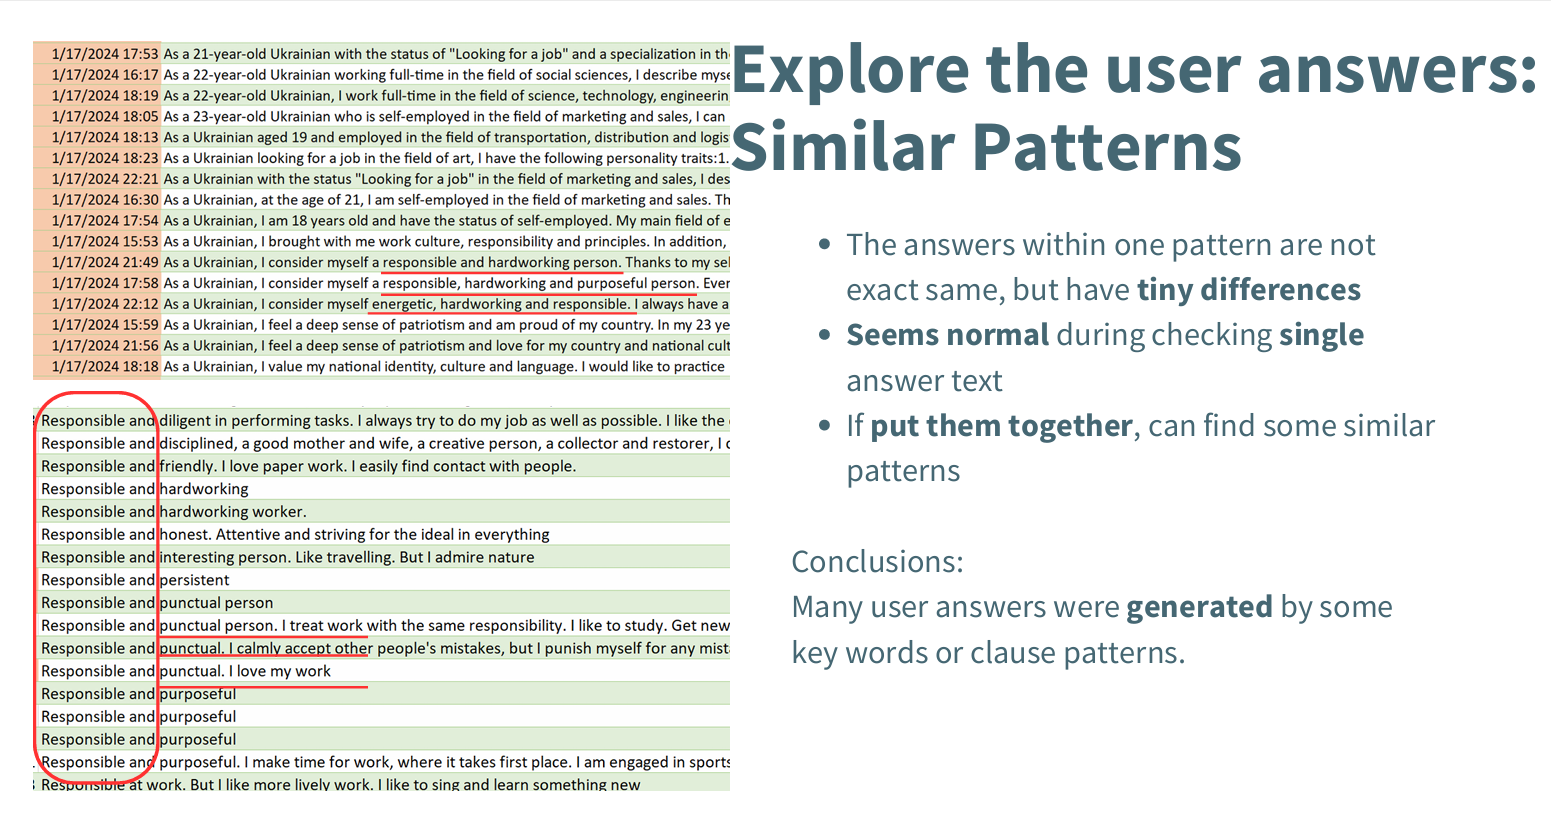 1/17/2024 17:53 As a 21-year-old Ukrainian with the status of "Looking for a job" and a specialization in the
1/17/2024 16:17 As a 22-year-old Ukrainian working full-time in the field of social sciences, I describe myse
1/17/2024 18:19 As a 22-year-old Ukrainian, I work full-time in the field of science, technology, engineerin
1/17/2024 18:05 As a 23-year-old Ukrainian who is self-employed in the field of marketing and sales, I can
1/17/2024 18:13 As a Ukrainian aged 19 and employed in the field of transportation, distribution and logis
1/17/2024 18:23 As a Ukrainian looking for a job in the field of art, I have the following personality traits:1.
1/17/2024 22:21 As a Ukrainian with the status "Looking for a job" in the field of marketing and sales, I des
1/17/2024 16:30 As a Ukrainian, at the age of 21, I am self-employed in the field of marketing and sales. Th
1/17/2024 17:54 As a Ukrainian, I am 18 years old and have the status of self-employed. My main field of e
1/17/2024 15:53 As a Ukrainian, I brought with me work culture, responsibility and principles. In addition,
1/17/2024 21:49 As a Ukrainian, I consider myself a responsible and hardworking person. Thanks to my sel
1/17/2024 17:58 As a Ukrainian, I consider myself a responsible, hardworking and purposeful person. Ever
1/17/2024 22:12 As a Ukrainian, I consider myself energetic, hardworking and responsible. I always have a
1/17/2024 15:59 As a Ukrainian, I feel a deep sense of patriotism and am proud of my country. In my 23 ye
1/17/2024 21:56 As a Ukrainian, I feel a deep sense of patriotism and love for my country and national cult
1/17/2024 18:18 As a Ukrainian, I value my national identity, culture and language. I would like to practice
Responsible and diligent in performing tasks. I always try to do my job as well as possible. I like the
Responsible and disciplined, a good mother and wife, a creative person, a collector and restorer, I
Responsible and friendly. I love paper work. I easily find contact with people.
Responsible and hardworking
Responsible and hardworking worker.
Responsible and honest. Attentive and striving for the ideal in everything
Responsible and interesting person. Like travelling. But I admire nature
Responsible and persistent
Responsible and punctual person
Responsible and punctual person. I treat work with the same responsibility. I like to study. Get new
Responsible and punctual. I calmly accept other people's mistakes, but I punish myself for any mist
Responsible and punctual. I love my work
Responsible and purposeful
Responsible and purposeful
Responsible and purposeful
Responsible and purposeful. I make time for work, where it takes first place. I am engaged in sports
Responsible at work. But I like more lively work. I like to sing and learn something new
Explore the user answers:
Similar Patterns
• The answers within one pattern are not
exact same, but have tiny differences
• Seems normal during checking single
answer text
• If put them together, can find some similar
patterns
Conclusions:
Many user answers were generated by some
key words or clause patterns.